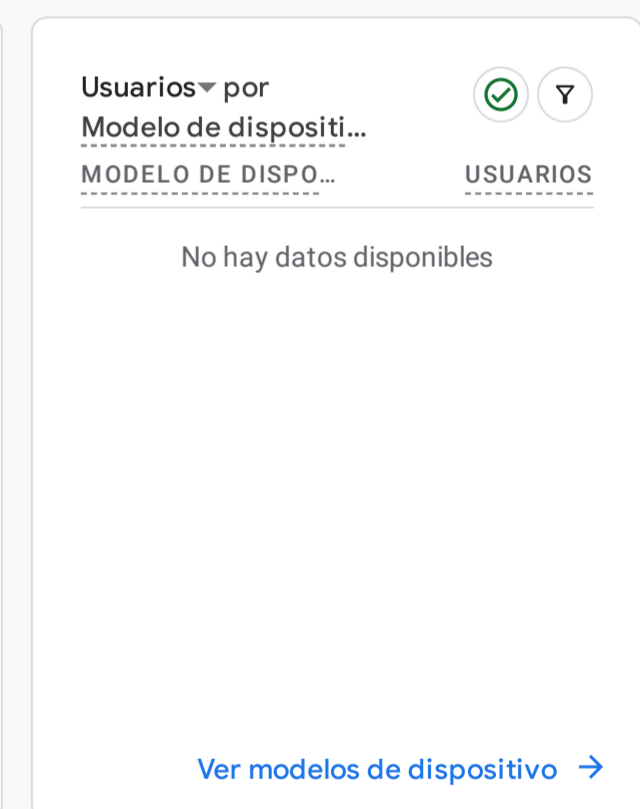 Usuarios por
Modelo de dispositi...
MODELO DE DISPO... USUARIOS
No hay datos disponibles
Ver modelos de dispositivo